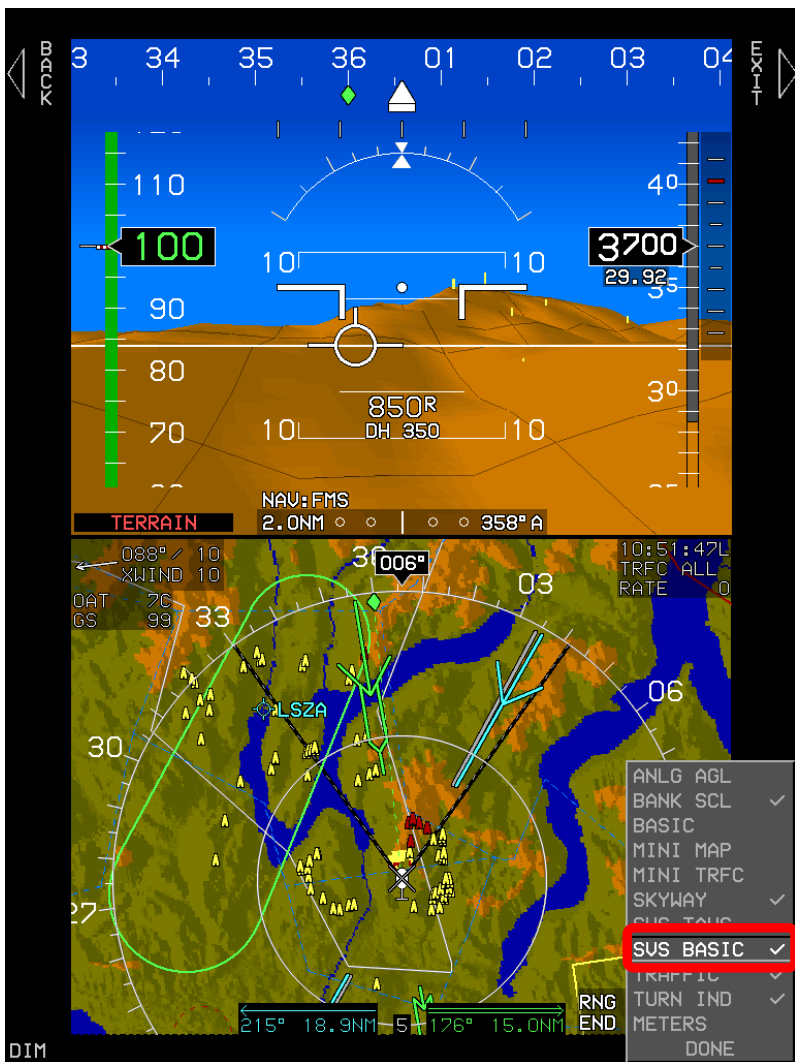 BACK
EXIT
3 34 35 36 01 02 03 04
110
100
90
80
70
40
3700
29.92
35
30
10 10
850R
DH 350
10 10
NAV:FMS
TERRAIN
2.0NM 358° A
088°/ 10
XWIND 10
OAT 7C
GS 99
10:51:47L
TRFC ALL
RATE 0
36
006°
03
33
06
LSZA
30
27
ANLG AGL
BANK SCL ✓
BASIC
MINI MAP
MINI TRFC
SKYWAY ✓
SVS TAWS
SVS BASIC ✓
TRAFFIC ✓
TURN IND ✓
METERS
DONE
RNG
END
215° 18.9NM 5 176° 15.0NM
DIM